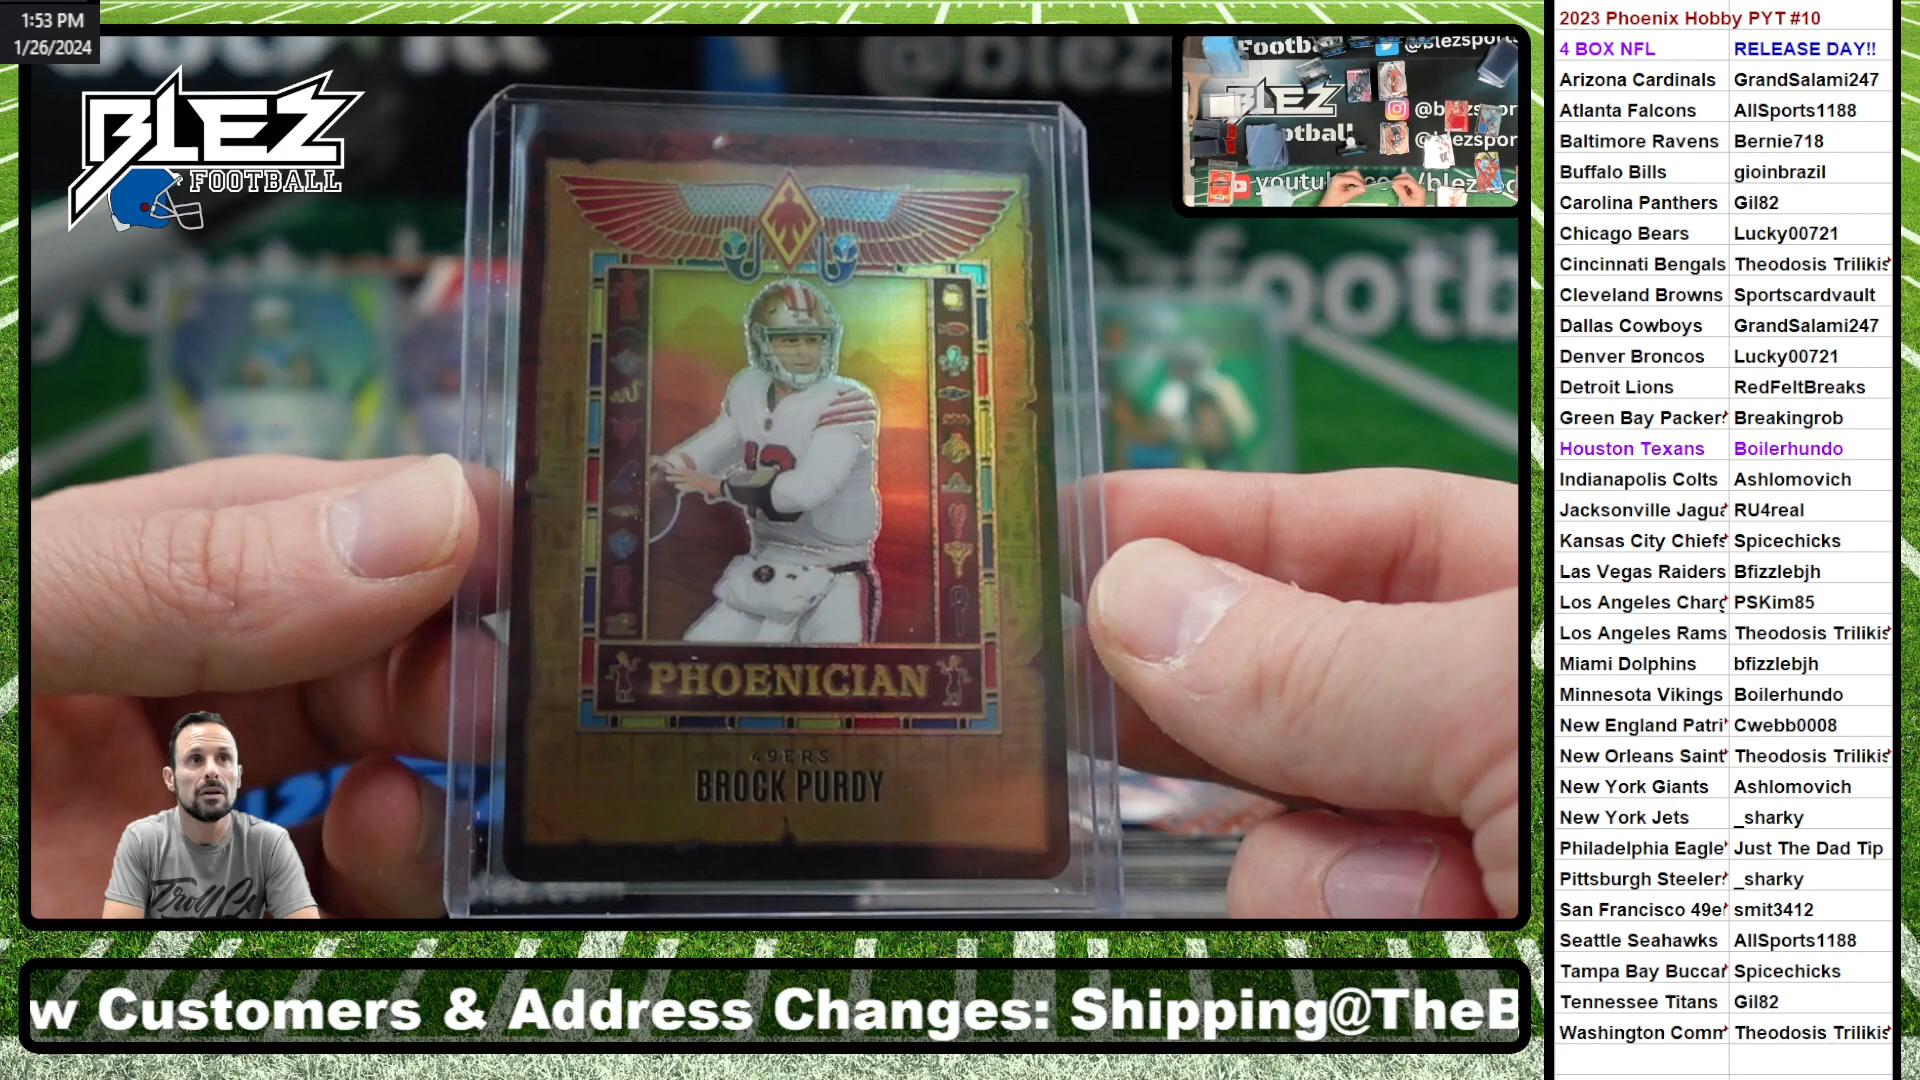 1:53 PM
1/26/2024
BLEZ
FOOTBALL
PHOENICIAN
49ERS
BROCK PURDY
w Customers & Address Changes: Shipping@TheB
2023 Phoenix Hobby PYT #10
4 BOX NFL RELEASE DAY!!
Arizona Cardinals GrandSalami247
Atlanta Falcons AllSports1188
Baltimore Ravens Bernie718
Buffalo Bills gioinbrazil
Carolina Panthers Gil82
Chicago Bears Lucky00721
Cincinnati Bengals Theodosis Trilikis
Cleveland Browns Sportscardvault
Dallas Cowboys GrandSalami247
Denver Broncos Lucky00721
Detroit Lions RedFeltBreaks
Green Bay Packer Breakingrob
Houston Texans Boilerhundo
Indianapolis Colts Ashlomovich
Jacksonville Jagua RU4real
Kansas City Chiefs Spicechicks
Las Vegas Raiders Bfizzlebjh
Los Angeles Charg PSKim85
Los Angeles Rams Theodosis Trilikis
Miami Dolphins bfizzlebjh
Minnesota Vikings Boilerhundo
New England Patri Cwebb0008
New Orleans Saint Theodosis Trilikis
New York Giants Ashlomovich
New York Jets _sharky
Philadelphia Eagle Just The Dad Tip
Pittsburgh Steeler _sharky
San Francisco 49e smit3412
Seattle Seahawks AllSports1188
Tampa Bay Bucca Spicechicks
Tennessee Titans Gil82
Washington Comm Theodosis Trilikis